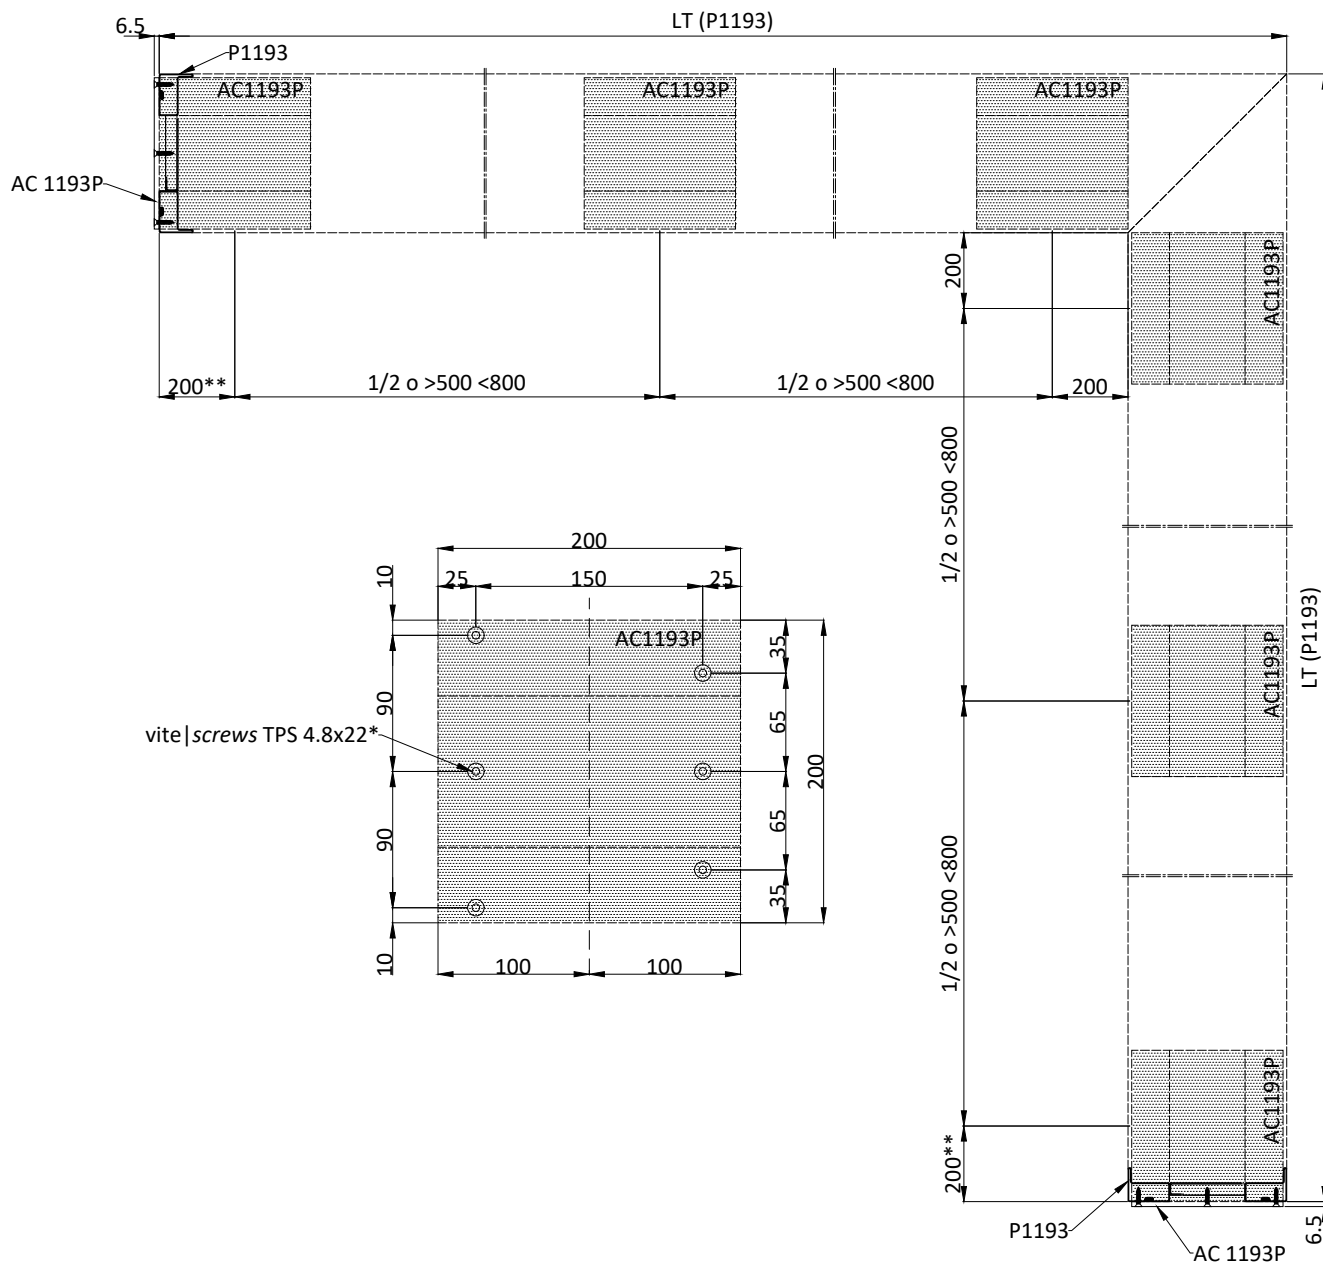 LT (P1193)
6.5
P1193
AC1193P
AC1193P
AC1193P
AC 1193P
200
AC1193P
200**
1/2 o >500 <800
1/2 o >500 <800
200
1/2 o >500 <800
200
25
150
25
10
AC1193P
35
90
65
vite|screws TPS 4.8x22*
200
65
90
35
10
100
100
LT (P1193)
AC1193P
1/2 o >500 <800
AC1193P
200**
P1193
AC 1193P
6.5